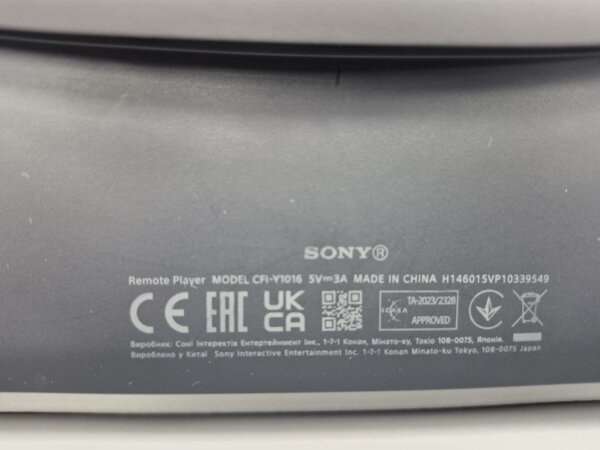 SONY®
Remote Player MODEL CFI-Y1016 5V⎓3A MADE IN CHINA H146015VP10339549
CE EAC UK CA ICASA TA-2023/2328 APPROVED
Виробник: Соні Інтеректів Ентертейнмент Інк., 1-7-1 Конан, Мінато-ку, Токіо 108-0075, Японія.
Вироблено у Китаї Sony Interactive Entertainment Inc. 1-7-1 Konan Minato-ku Tokyo, 108-0075 Japan